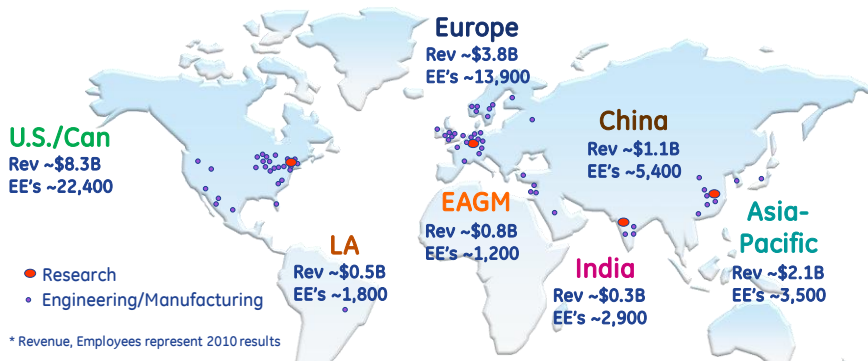 Europe
Rev ~$3.8B
EE's ~13,900
U.S./Can
Rev ~$8.3B
EE's ~22,400
China
Rev ~$1.1B
EE's ~5,400
EAGM
Rev ~$0.8B
EE's ~1,200
Asia-
Pacific
Rev ~$2.1B
EE's ~3,500
LA
Rev ~$0.5B
EE's ~1,800
India
Rev ~$0.3B
EE's ~2,900
Research
Engineering/Manufacturing
* Revenue, Employees represent 2010 results